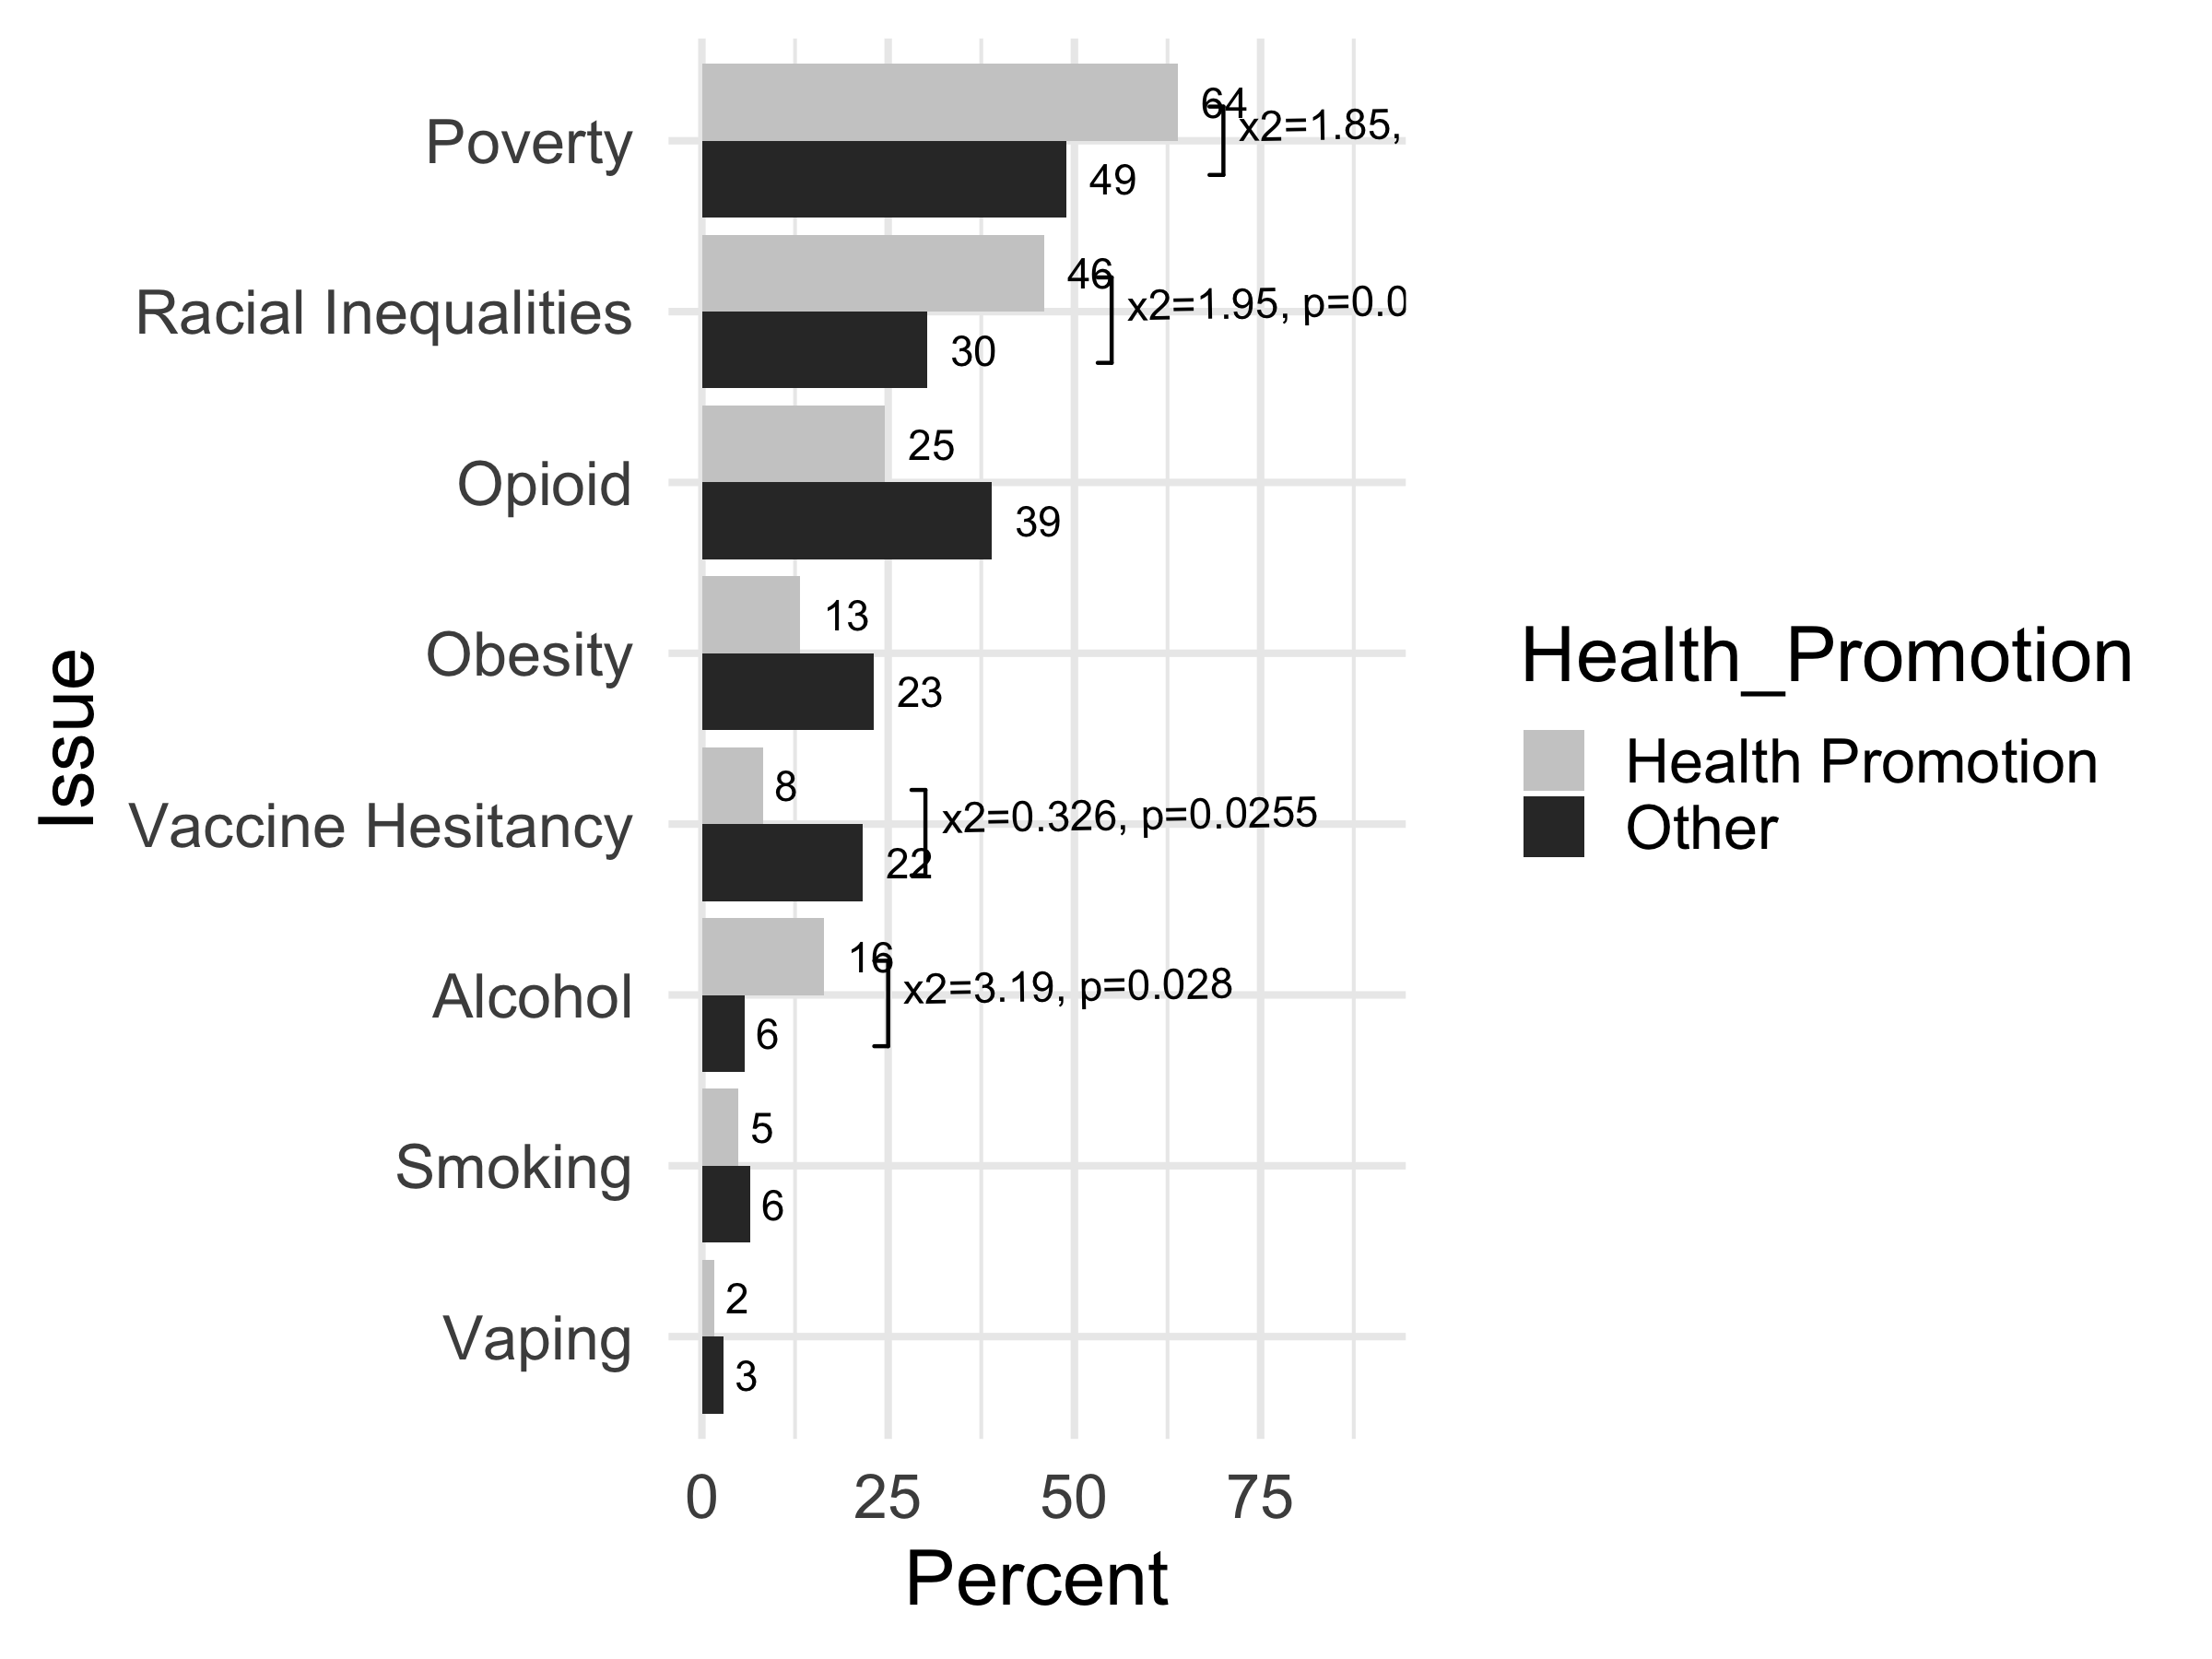 Issue
Poverty
64
x2=1.85,
49
Racial Inequalities
46
x2=1.95, p=0.0
30
Opioid
25
39
Obesity
13
23
Vaccine Hesitancy
8
x2=0.326, p=0.0255
22
Alcohol
16
x2=3.19, p=0.028
6
Smoking
5
6
Vaping
2
3
0 25 50 75
Percent
Health_Promotion
Health Promotion
Other